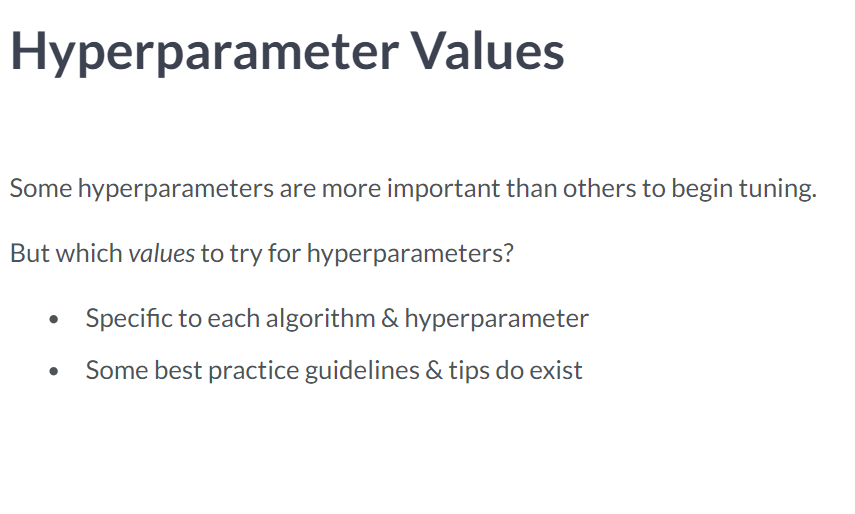 Hyperparameter Values
Some hyperparameters are more important than others to begin tuning.
But which values to try for hyperparameters?
• Specific to each algorithm & hyperparameter
• Some best practice guidelines & tips do exist